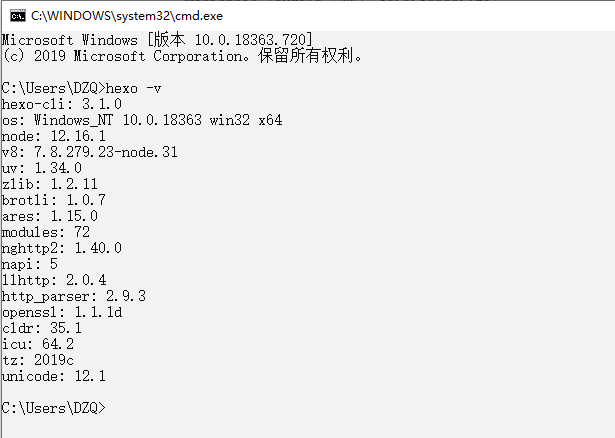 C:\WINDOWS\system32\cmd.exe
Microsoft Windows [版本 10.0.18363.720]
(c) 2019 Microsoft Corporation。保留所有权利。
C:\Users\DZQ>hexo -v
hexo-cli: 3.1.0
os: Windows_NT 10.0.18363 win32 x64
node: 12.16.1
v8: 7.8.279.23-node.31
uv: 1.34.0
zlib: 1.2.11
brotli: 1.0.7
ares: 1.15.0
modules: 72
nghttp2: 1.40.0
napi: 5
llhttp: 2.0.4
http_parser: 2.9.3
openssl: 1.1.1d
cldr: 35.1
icu: 64.2
tz: 2019c
unicode: 12.1
C:\Users\DZQ>